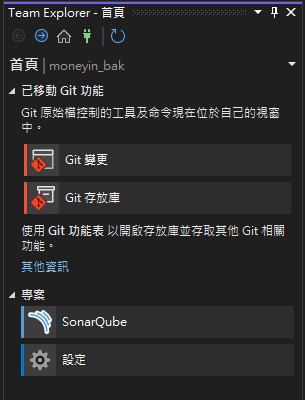 Team Explorer - 首頁
首頁 | moneyin_bak
已移動 Git 功能
Git 原始檔控制的工具及命令現在位於自己的視窗
中。
Git 變更
Git 存放庫
使用 Git 功能表 以開啟存放庫並存取其他 Git 相關
功能。
其他資訊
專案
SonarQube
設定